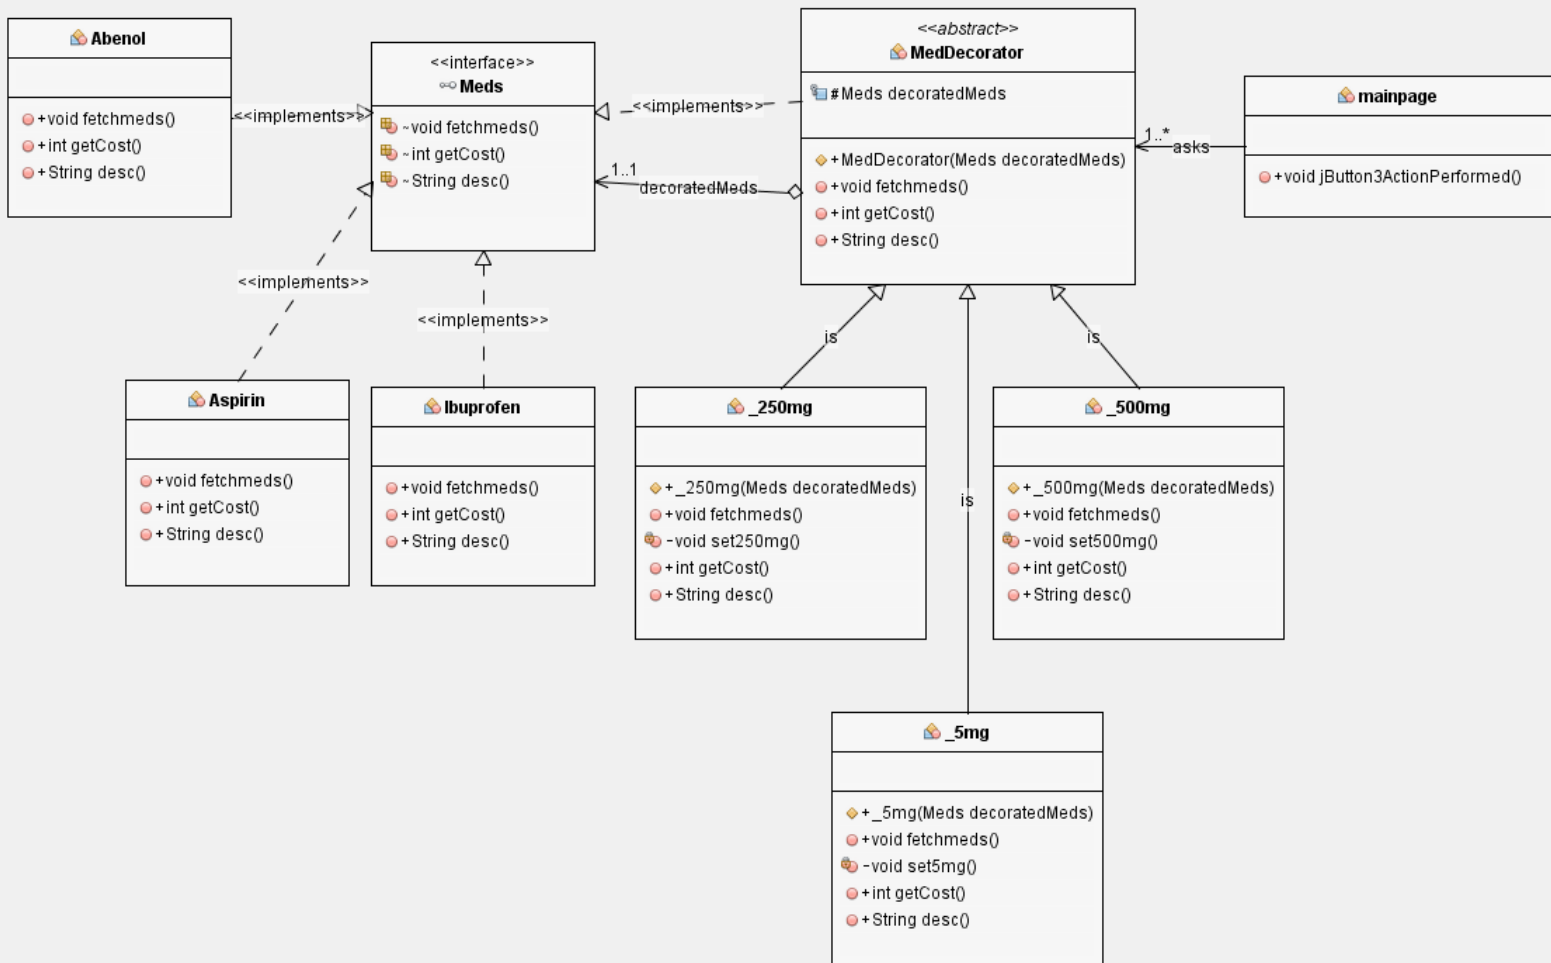 Abenol
+void fetchmeds()
+int getCost()
+String desc()
<<implements>>
<<interface>>
Meds
~void fetchmeds()
~int getCost()
~String desc()
<<implements>>
1..1
decoratedMeds
<<abstract>>
MedDecorator
#Meds decoratedMeds
+MedDecorator(Meds decoratedMeds)
+void fetchmeds()
+int getCost()
+String desc()
1..*
asks
mainpage
+void jButton3ActionPerformed()
<<implements>>
<<implements>>
is
is
is
Aspirin
+void fetchmeds()
+int getCost()
+String desc()
Ibuprofen
+void fetchmeds()
+int getCost()
+String desc()
_250mg
+_250mg(Meds decoratedMeds)
+void fetchmeds()
-void set250mg()
+int getCost()
+String desc()
_500mg
+_500mg(Meds decoratedMeds)
+void fetchmeds()
-void set500mg()
+int getCost()
+String desc()
_5mg
+_5mg(Meds decoratedMeds)
+void fetchmeds()
-void set5mg()
+int getCost()
+String desc()